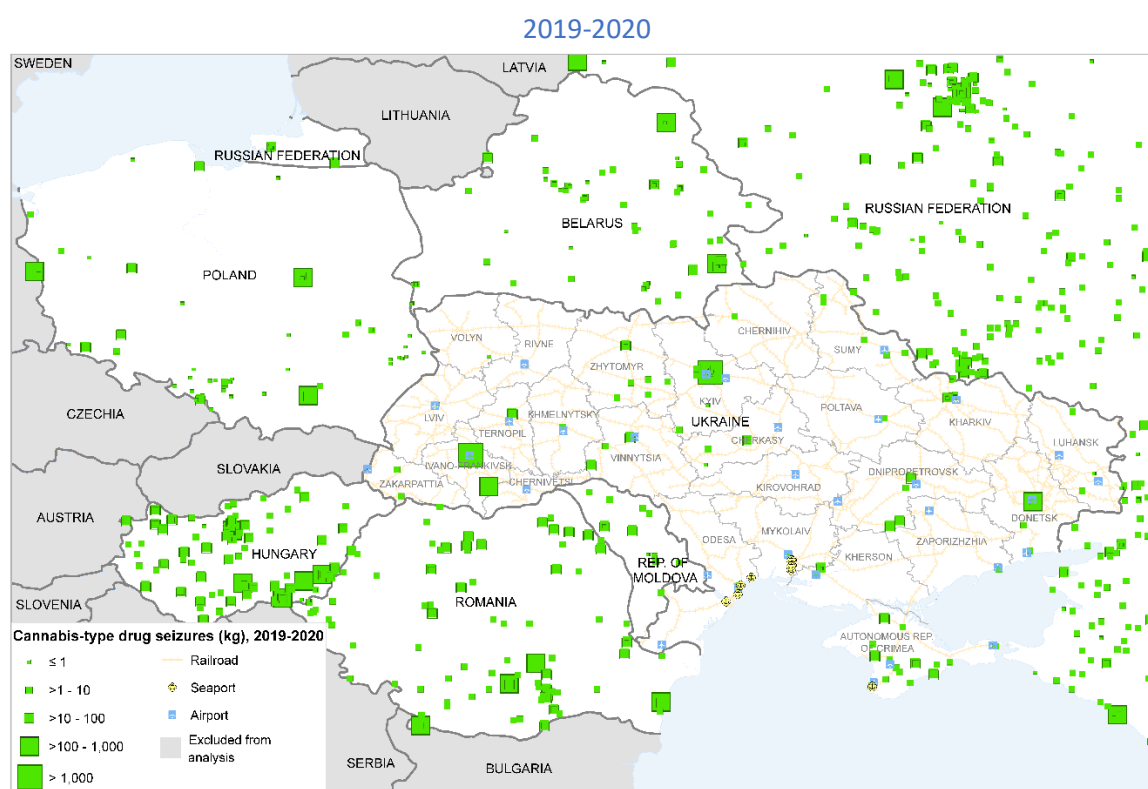 2019-2020
SWEDEN
LATVIA
LITHUANIA
RUSSIAN FEDERATION
BELARUS
RUSSIAN FEDERATION
POLAND
CHERNIHIV
VOLYN
RIVNE
SUMY
ZHYTOMYR
KYIV
CZECHIA
LVIV
TERNOPIL
KHMELNYTSKY
UKRAINE
POLTAVA
KHARKIV
CHERKASY
LUHANSK
SLOVAKIA
IVANO-FRANKIVSK
VINNYTSIA
DNIPROPETROVSK
ZAKARPATTIA
CHERNIVETSI
KIROVOHRAD
AUSTRIA
DONETSK
MYKOLAIV
ODESA
ZAPORIZHZHIA
HUNGARY
KHERSON
REP. OF
MOLDOVA
SLOVENIA
ROMANIA
AUTONOMOUS REP.
OF CRIMEA
Cannabis-type drug seizures (kg), 2019-2020
≤ 1
Railroad
>1 - 10
Seaport
>10 - 100
Airport
>100 - 1,000
Excluded from
analysis
> 1,000
SERBIA
BULGARIA